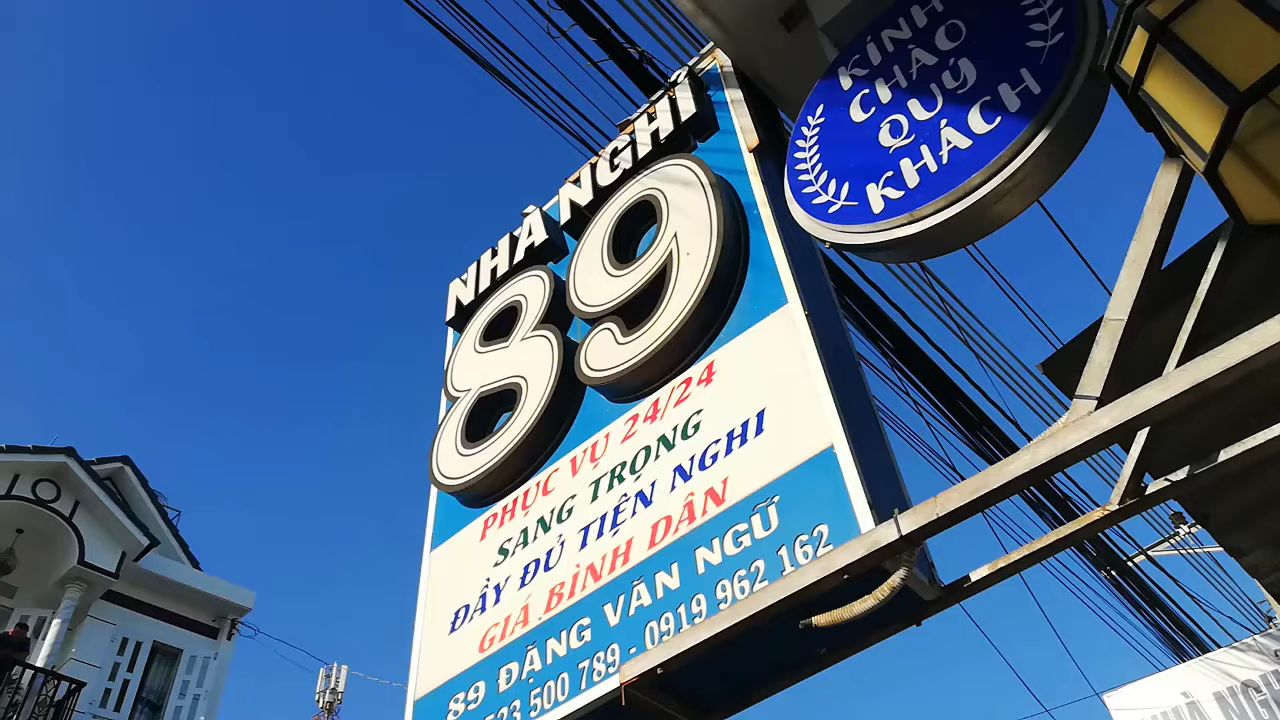 NHÀ NGHỈ
89
PHỤC VỤ 24/24
SANG TRỌNG
ĐẦY ĐỦ TIỆN NGHI
GIÁ BÌNH DÂN
89 ĐẶNG VĂN NGỮ
500 789 - 0919 962 162
KÍNH
CHÀO
QUÝ
KHÁCH